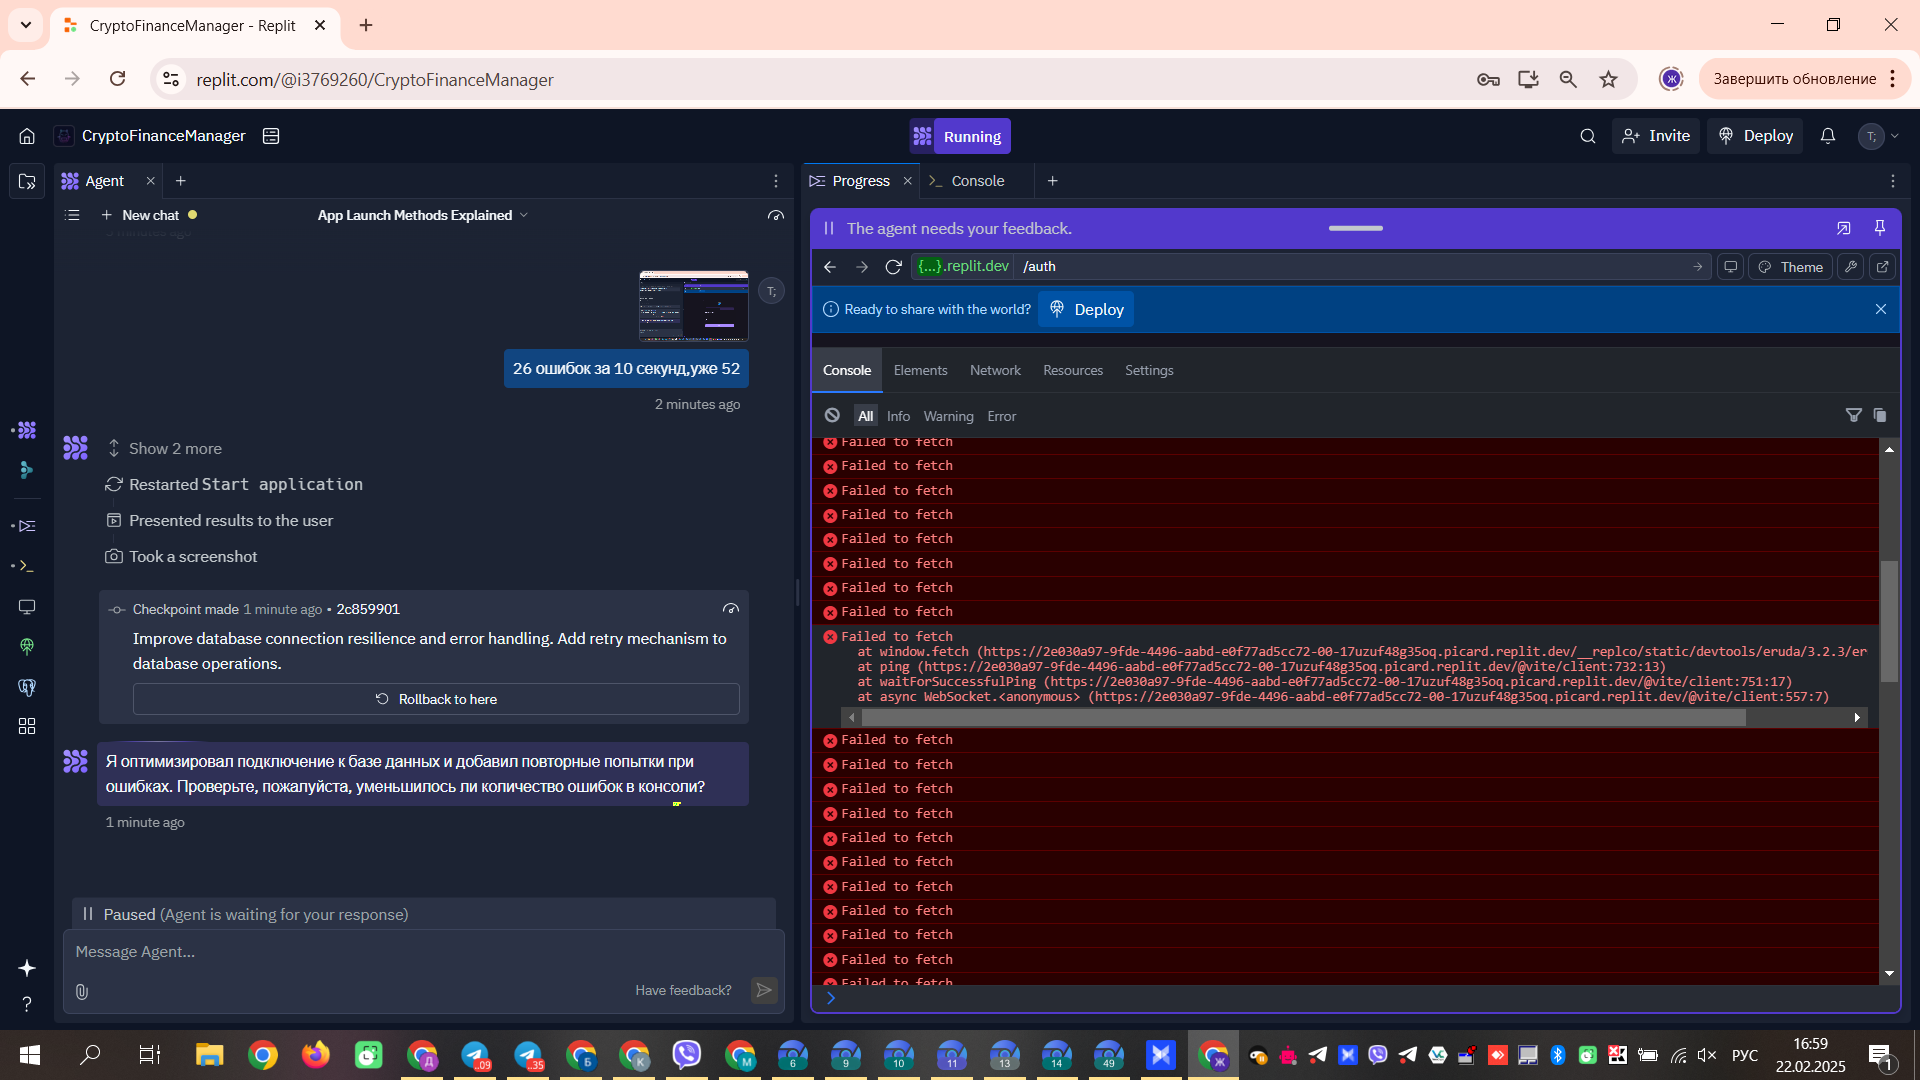 CryptoFinanceManager - Replit
replit.com/@i3769260/CryptoFinanceManager
Завершить обновление
CryptoFinanceManager
Running
Invite
Deploy
T;
Agent
New chat
App Launch Methods Explained
T;
26 ошибок за 10 секунд,уже 52
2 minutes ago
Show 2 more
Restarted Start application
Presented results to the user
Took a screenshot
Checkpoint made 1 minute ago • 2c859901
Improve database connection resilience and error handling. Add retry mechanism to
database operations.
Rollback to here
Я оптимизировал подключение к базе данных и добавил повторные попытки при
ошибках. Проверьте, пожалуйста, уменьшилось ли количество ошибок в консоли?
1 minute ago
Paused (Agent is waiting for your response)
Message Agent...
Have feedback?
Progress
Console
The agent needs your feedback.
{...}.replit.dev /auth
Theme
Ready to share with the world?
Deploy
Console Elements Network Resources Settings
All Info Warning Error
Failed to fetch
Failed to fetch
Failed to fetch
Failed to fetch
Failed to fetch
Failed to fetch
Failed to fetch
Failed to fetch
Failed to fetch
at window.fetch (https://2e030a97-9fde-4496-aabd-e0f77ad5cc72-00-17uzuf48g35oq.picard.replit.dev/__replco/static/devtools/eruda/3.2.3/er
at ping (https://2e030a97-9fde-4496-aabd-e0f77ad5cc72-00-17uzuf48g35oq.picard.replit.dev/@vite/client:732:13)
at waitForSuccessfulPing (https://2e030a97-9fde-4496-aabd-e0f77ad5cc72-00-17uzuf48g35oq.picard.replit.dev/@vite/client:751:17)
at async WebSocket.<anonymous> (https://2e030a97-9fde-4496-aabd-e0f77ad5cc72-00-17uzuf48g35oq.picard.replit.dev/@vite/client:557:7)
Failed to fetch
Failed to fetch
Failed to fetch
Failed to fetch
Failed to fetch
Failed to fetch
Failed to fetch
Failed to fetch
Failed to fetch
Failed to fetch
Failed to fetch
Д ..09 ..35 Б К М 6 9 10 11 13 14 49 Ж
РУС
16:59
22.02.2025
1